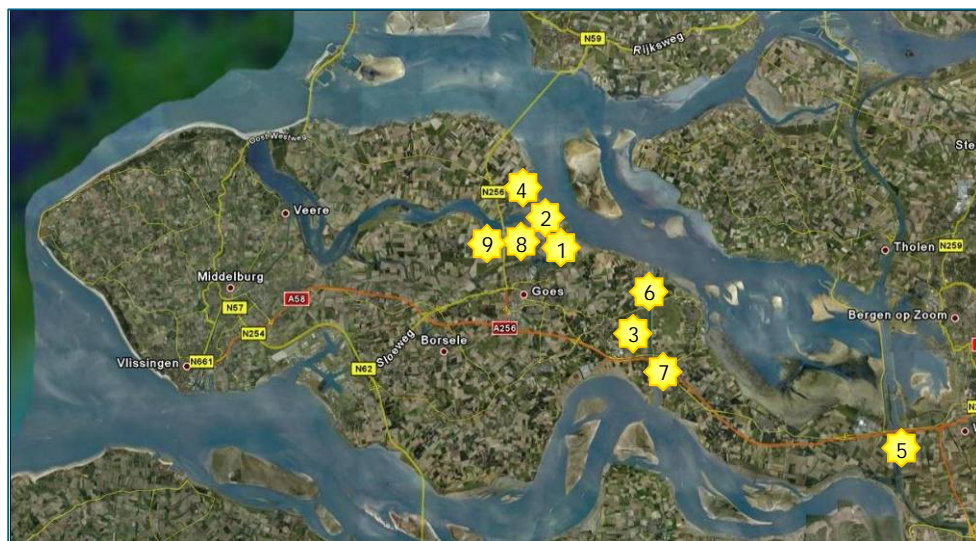 N59
Rijksweg
Oost Westweg
Ste
N256
4
Veere
2
9
8
1
Tholen
N259
Middelburg
A58
Goes
6
N57
Bergen op Zoom
N254
A256
3
Sloeweg
Borsele
Vlissingen
N661
N62
7
5